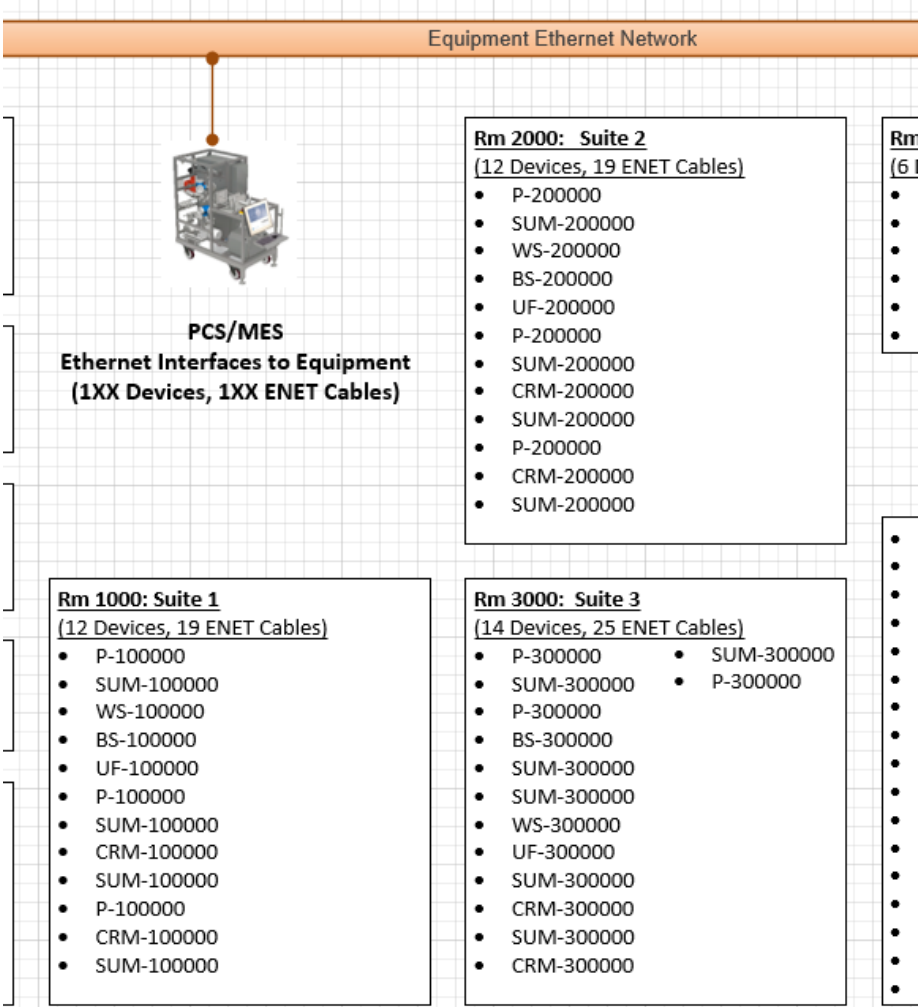 Equipment Ethernet Network
PCS/MES
Ethernet Interfaces to Equipment
(1XX Devices, 1XX ENET Cables)
Rm 2000:   Suite 2
(12 Devices, 19 ENET Cables)
• P-200000
• SUM-200000
• WS-200000
• BS-200000
• UF-200000
• P-200000
• SUM-200000
• CRM-200000
• SUM-200000
• P-200000
• CRM-200000
• SUM-200000
Rm
(6
Rm 1000: Suite 1
(12 Devices, 19 ENET Cables)
• P-100000
• SUM-100000
• WS-100000
• BS-100000
• UF-100000
• P-100000
• SUM-100000
• CRM-100000
• SUM-100000
• P-100000
• CRM-100000
• SUM-100000
Rm 3000:  Suite 3
(14 Devices, 25 ENET Cables)
• P-300000
• SUM-300000
• P-300000
• BS-300000
• SUM-300000
• SUM-300000
• WS-300000
• UF-300000
• SUM-300000
• CRM-300000
• SUM-300000
• CRM-300000
• SUM-300000
• P-300000